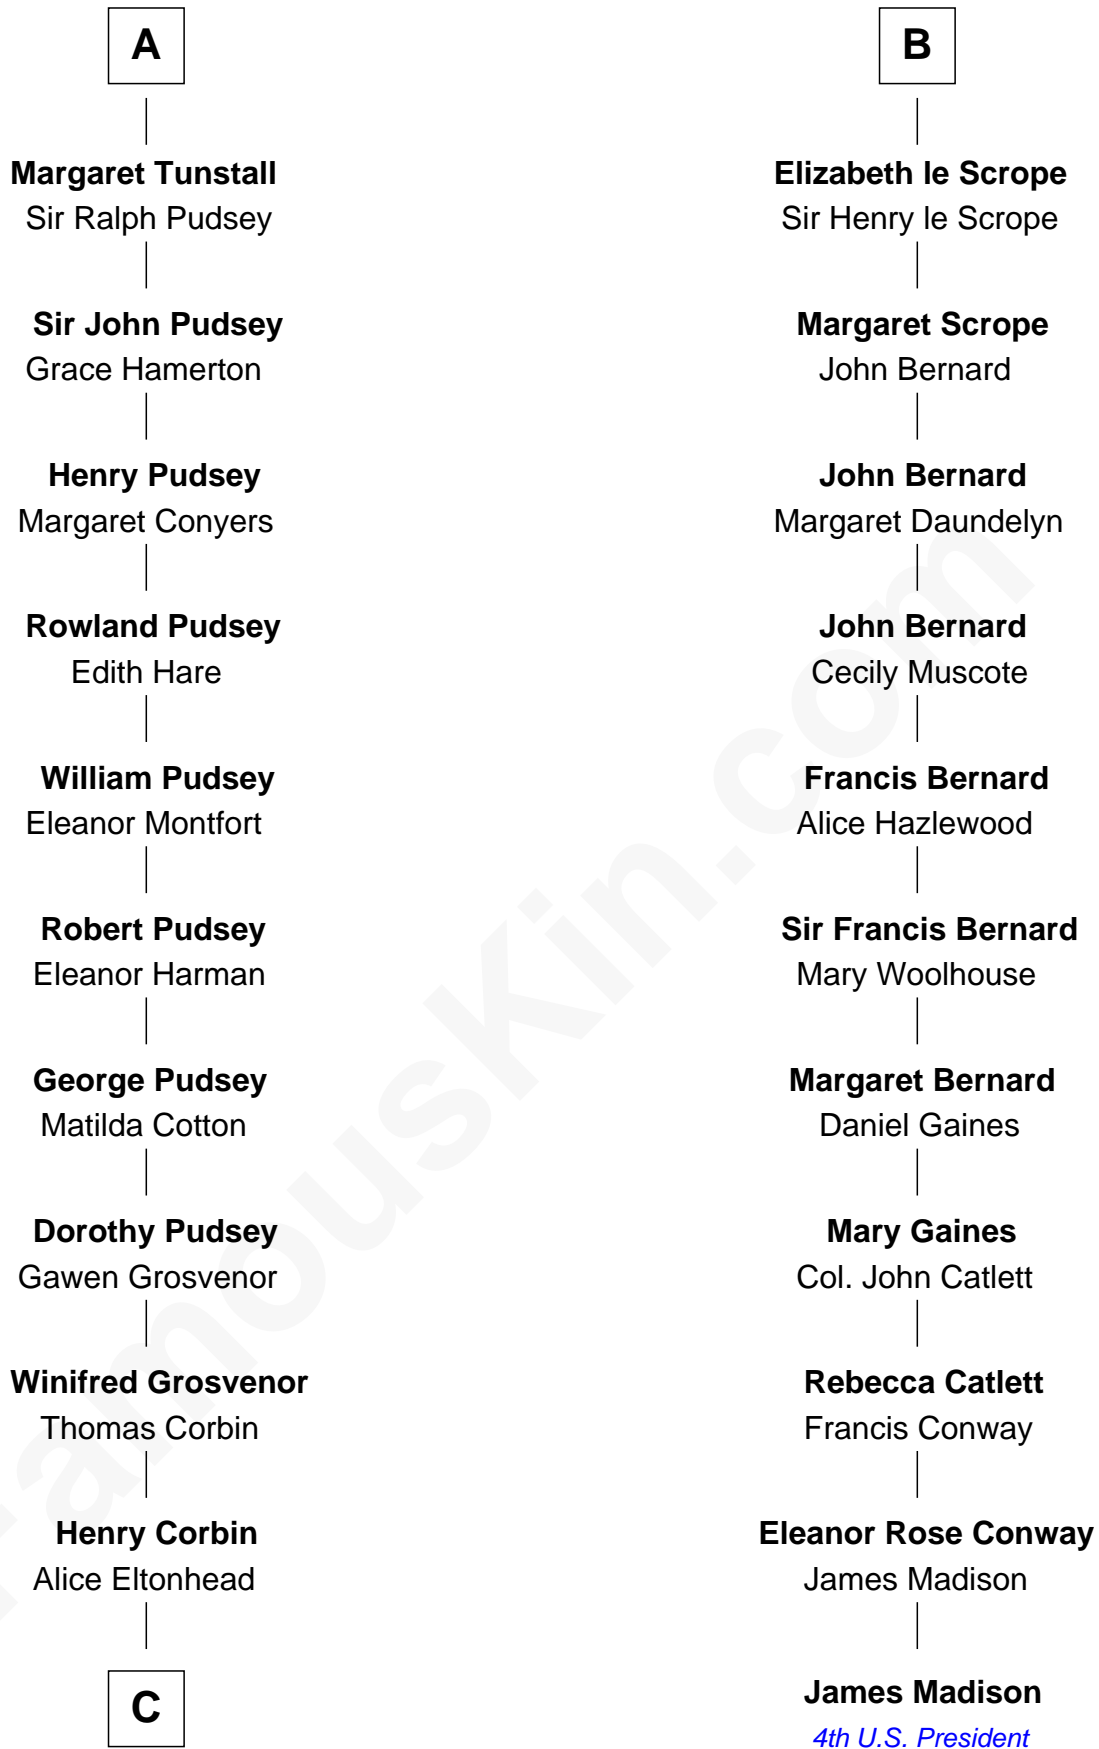 A
Margaret Tunstall
Sir Ralph Pudsey
Sir John Pudsey
Grace Hamerton
Henry Pudsey
Margaret Conyers
Rowland Pudsey
Edith Hare
William Pudsey
Eleanor Montfort
Robert Pudsey
Eleanor Harman
George Pudsey
Matilda Cotton
Dorothy Pudsey
Gawen Grosvenor
Winifred Grosvenor
Thomas Corbin
Henry Corbin
Alice Eltonhead
C
B
Elizabeth le Scrope
Sir Henry le Scrope
Margaret Scrope
John Bernard
John Bernard
Margaret Daundelyn
John Bernard
Cecily Muscote
Francis Bernard
Alice Hazlewood
Sir Francis Bernard
Mary Woolhouse
Margaret Bernard
Daniel Gaines
Mary Gaines
Col. John Catlett
Rebecca Catlett
Francis Conway
Eleanor Rose Conway
James Madison
James Madison
4th U.S. President
FamousKin.com